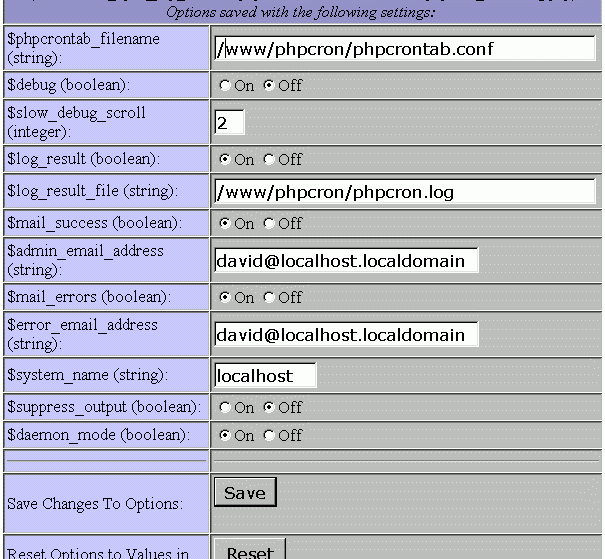 Options saved with the following settings:
$phpcrontab_filename
(string):
/www/phpcron/phpcrontab.conf
$debug (boolean):
On Off
$slow_debug_scroll
(integer):
2
$log_result (boolean):
On Off
$log_result_file (string):
/www/phpcron/phpcron.log
$mail_success (boolean):
On Off
$admin_email_address
(string):
david@localhost.localdomain
$mail_errors (boolean):
On Off
$error_email_address
(string):
david@localhost.localdomain
$system_name (string):
localhost
$suppress_output (boolean):
On Off
$daemon_mode (boolean):
On Off
Save Changes To Options:
Save
Reset Options to Values in
Reset